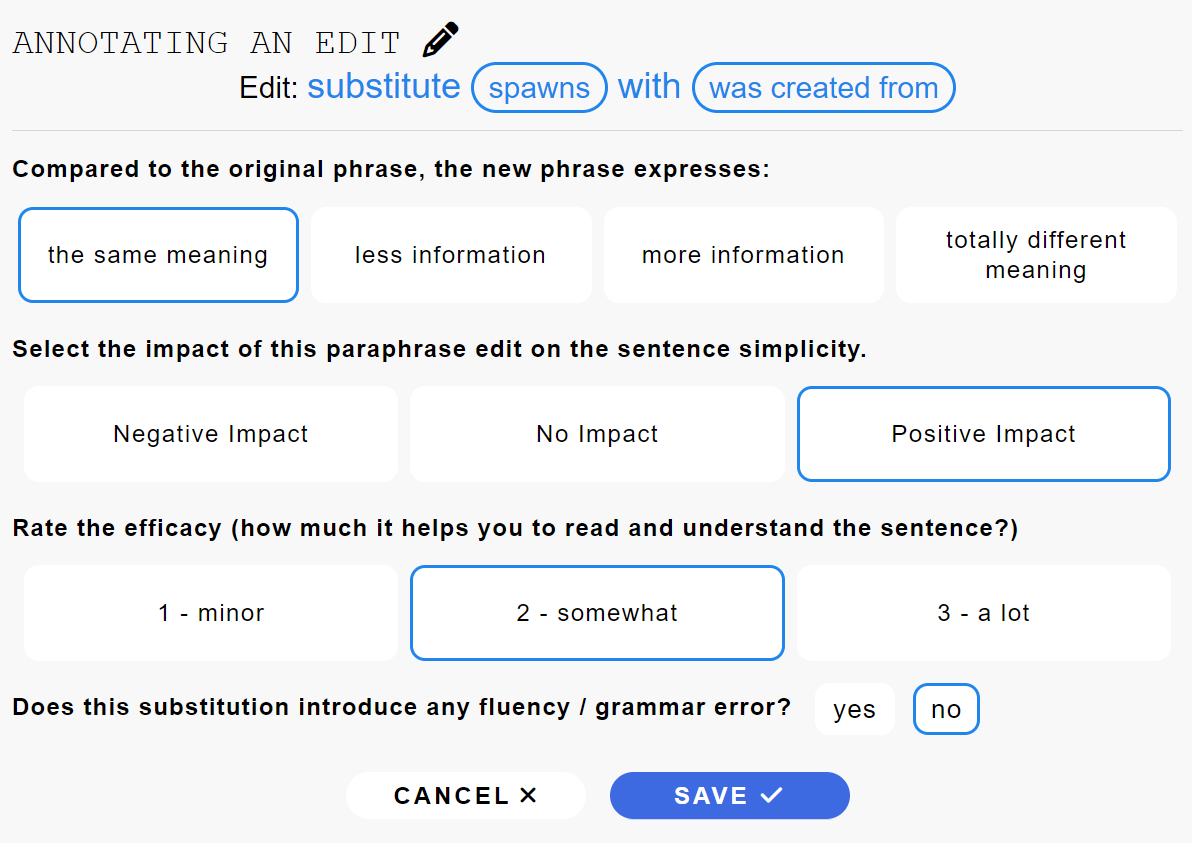 ANNOTATING AN EDIT
Edit: substitute spawns with was created from
Compared to the original phrase, the new phrase expresses:
the same meaning less information more information totally different meaning
Select the impact of this paraphrase edit on the sentence simplicity.
Negative Impact No Impact Positive Impact
Rate the efficacy (how much it helps you to read and understand the sentence?)
1 - minor 2 - somewhat 3 - a lot
Does this substitution introduce any fluency / grammar error? yes no
CANCEL SAVE